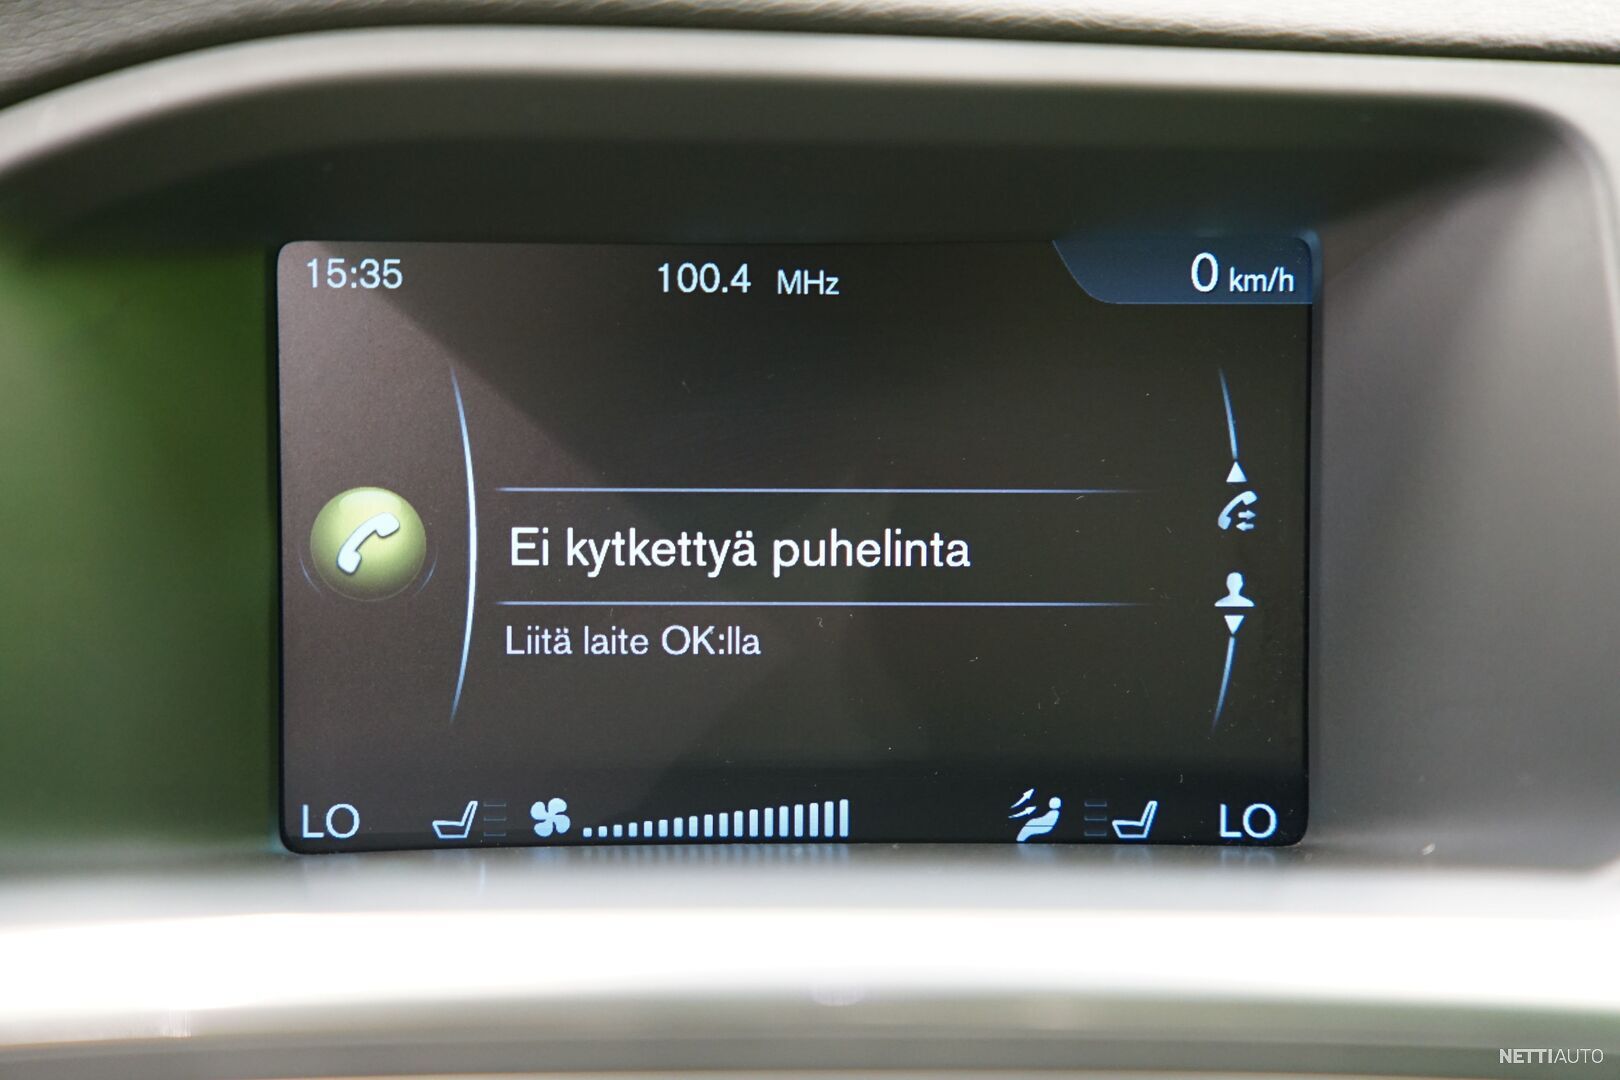 15:35 100.4 MHz 0 km/h
Ei kytkettyä puhelinta
Liitä laite OK:lla
LO LO
NETTIAUTO